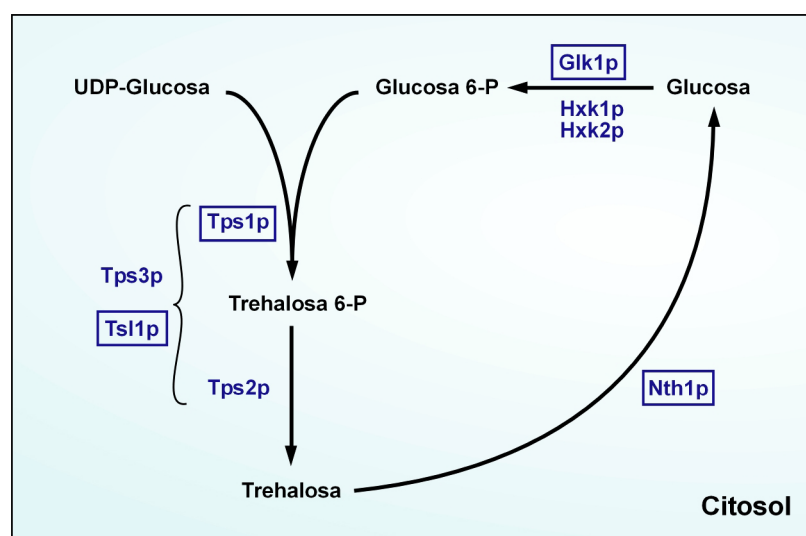 Glk1p
UDP-Glucosa
Glucosa 6-P
Glucosa
Hxk1p
Hxk2p
Tps1p
Tps3p
Trehalosa 6-P
Tsl1p
Tps2p
Nth1p
Trehalosa
Citosol